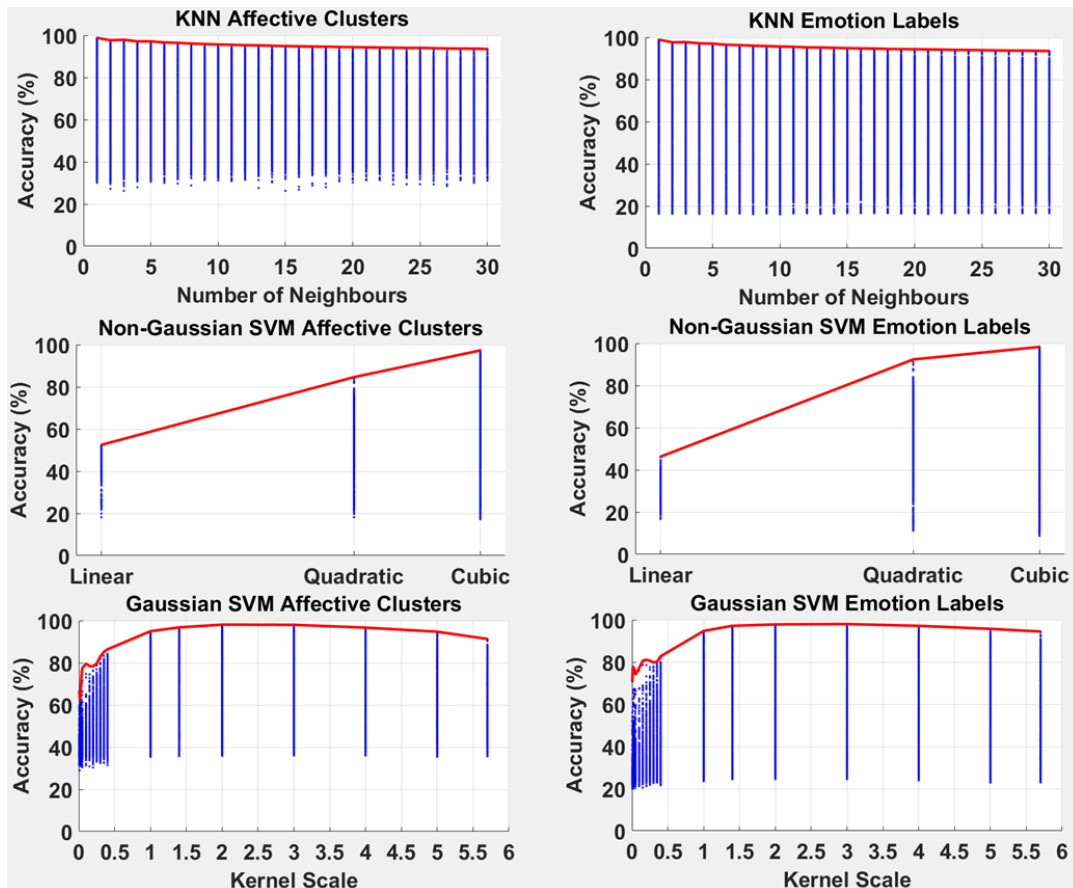 KNN Affective Clusters
Accuracy (%)
100
80
60
40
20
0
0 5 10 15 20 25 30
Number of Neighbours
KNN Emotion Labels
Accuracy (%)
100
80
60
40
20
0
0 5 10 15 20 25 30
Number of Neighbours
Non-Gaussian SVM Affective Clusters
Accuracy (%)
100
80
60
40
20
0
Linear Quadratic Cubic
Non-Gaussian SVM Emotion Labels
Accuracy (%)
100
80
60
40
20
0
Linear Quadratic Cubic
Gaussian SVM Affective Clusters
Accuracy (%)
100
80
60
40
20
0
0 0.5 1 1.5 2 2.5 3 3.5 4 4.5 5 5.5 6
Kernel Scale
Gaussian SVM Emotion Labels
Accuracy (%)
100
80
60
40
20
0
0 0.5 1 1.5 2 2.5 3 3.5 4 4.5 5 5.5 6
Kernel Scale